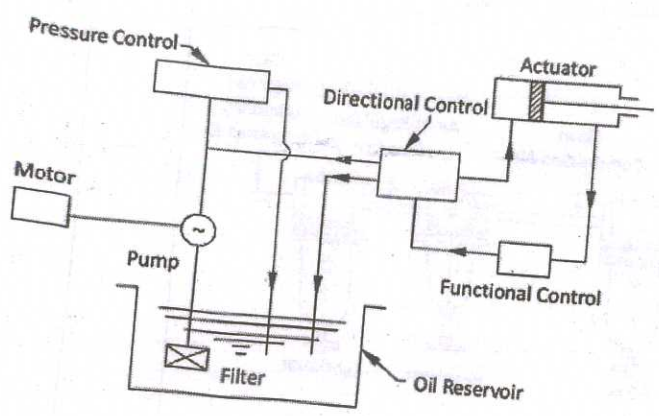 Pressure Control
Actuator
Directional Control
Motor
~
Pump
Functional Control
Filter
Oil Reservoir